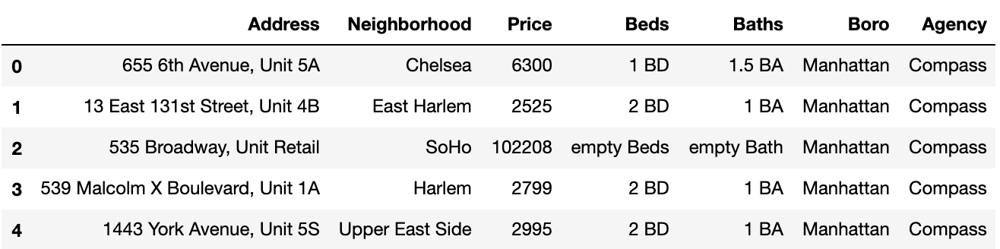 Address Neighborhood Price Beds Baths Boro Agency
0 655 6th Avenue, Unit 5A Chelsea 6300 1 BD 1.5 BA Manhattan Compass
1 13 East 131st Street, Unit 4B East Harlem 2525 2 BD 1 BA Manhattan Compass
2 535 Broadway, Unit Retail SoHo 102208 empty Beds empty Bath Manhattan Compass
3 539 Malcolm X Boulevard, Unit 1A Harlem 2799 2 BD 1 BA Manhattan Compass
4 1443 York Avenue, Unit 5S Upper East Side 2995 2 BD 1 BA Manhattan Compass